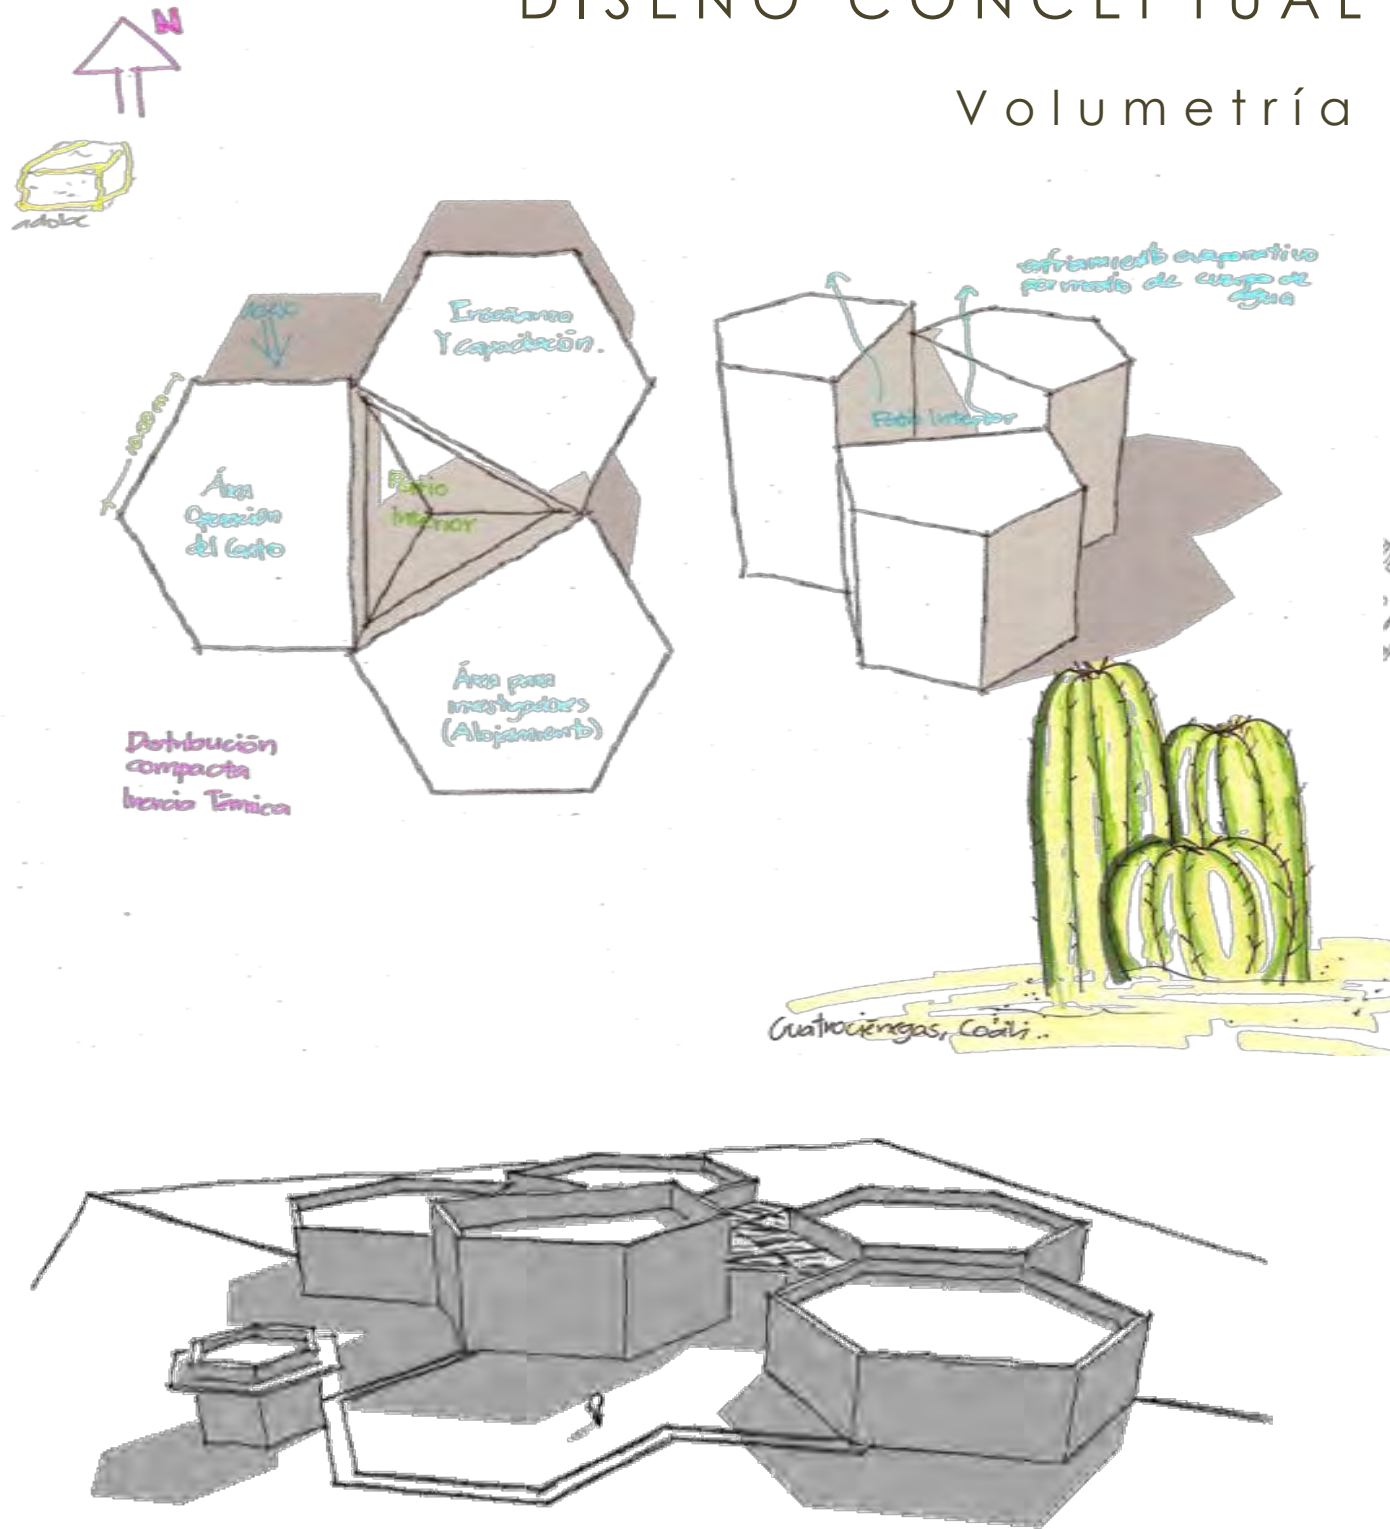 DISEÑO CONCEPTUAL
Volumetría
N
adobe
Enseñanza
Y capacitación.
enfriamiento evaporativo
por medio de cuerpo de
agua
Patio Interior
Patio
Interior
Área
Operación
del Centro
Área para
investigadores
(Alojamiento)
Distribución
compacta
Inercia Térmica
Cuatrociénegas, Coah..